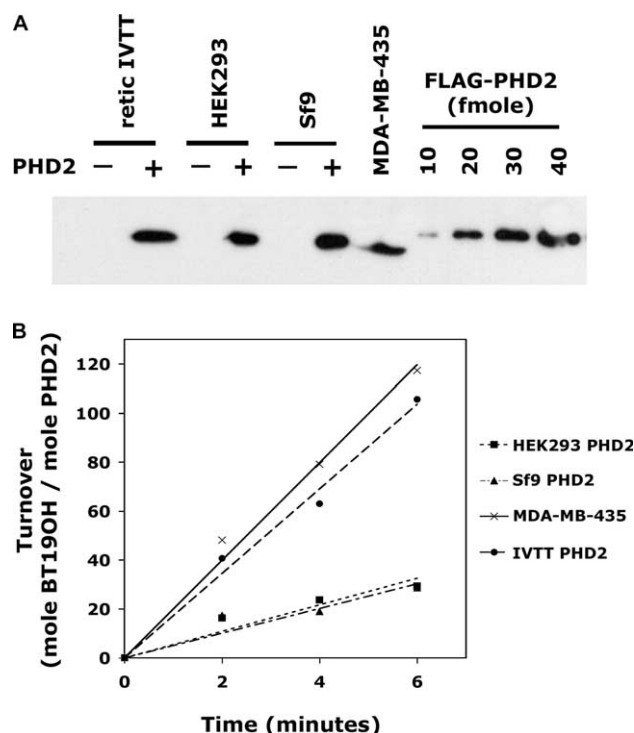 A
retic IVTT
HEK293
Sf9
MDA-MB-435
FLAG-PHD2
(fmole)
PHD2 – + – + – + 10 20 30 40
B
120
100
80
60
40
20
0
0 2 4 6
Turnover
(mole BT19OH / mole PHD2)
Time (minutes)
HEK293 PHD2
Sf9 PHD2
MDA-MB-435
IVTT PHD2